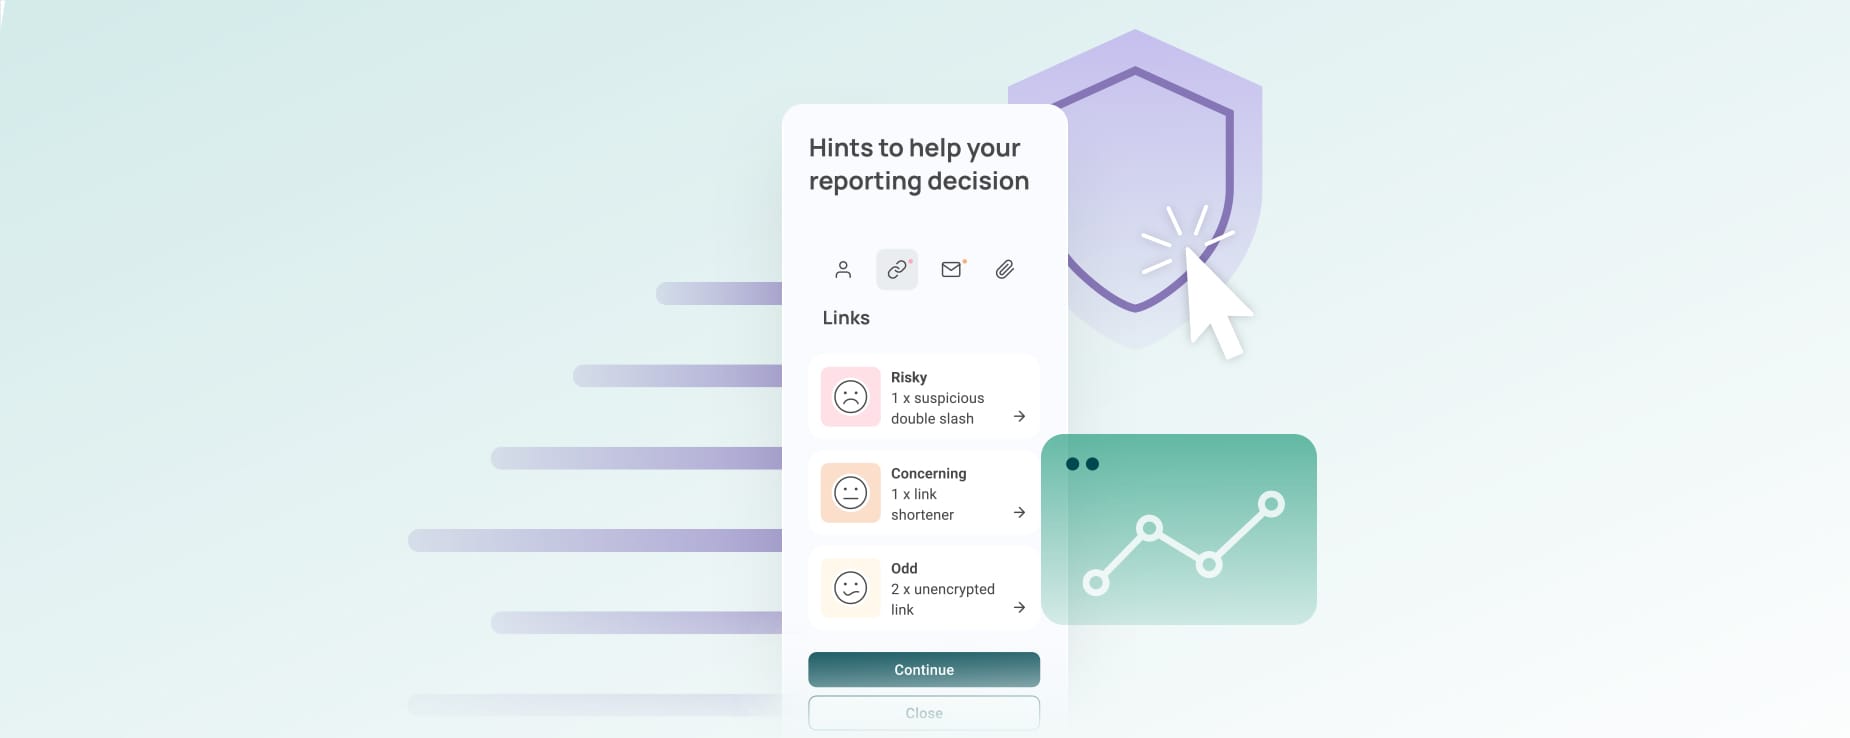 Hints to help your
reporting decision
Links
Risky
1 x suspicious
double slash
Concerning
1 x link
shortener
Odd
2 x unencrypted
link
Continue
Close